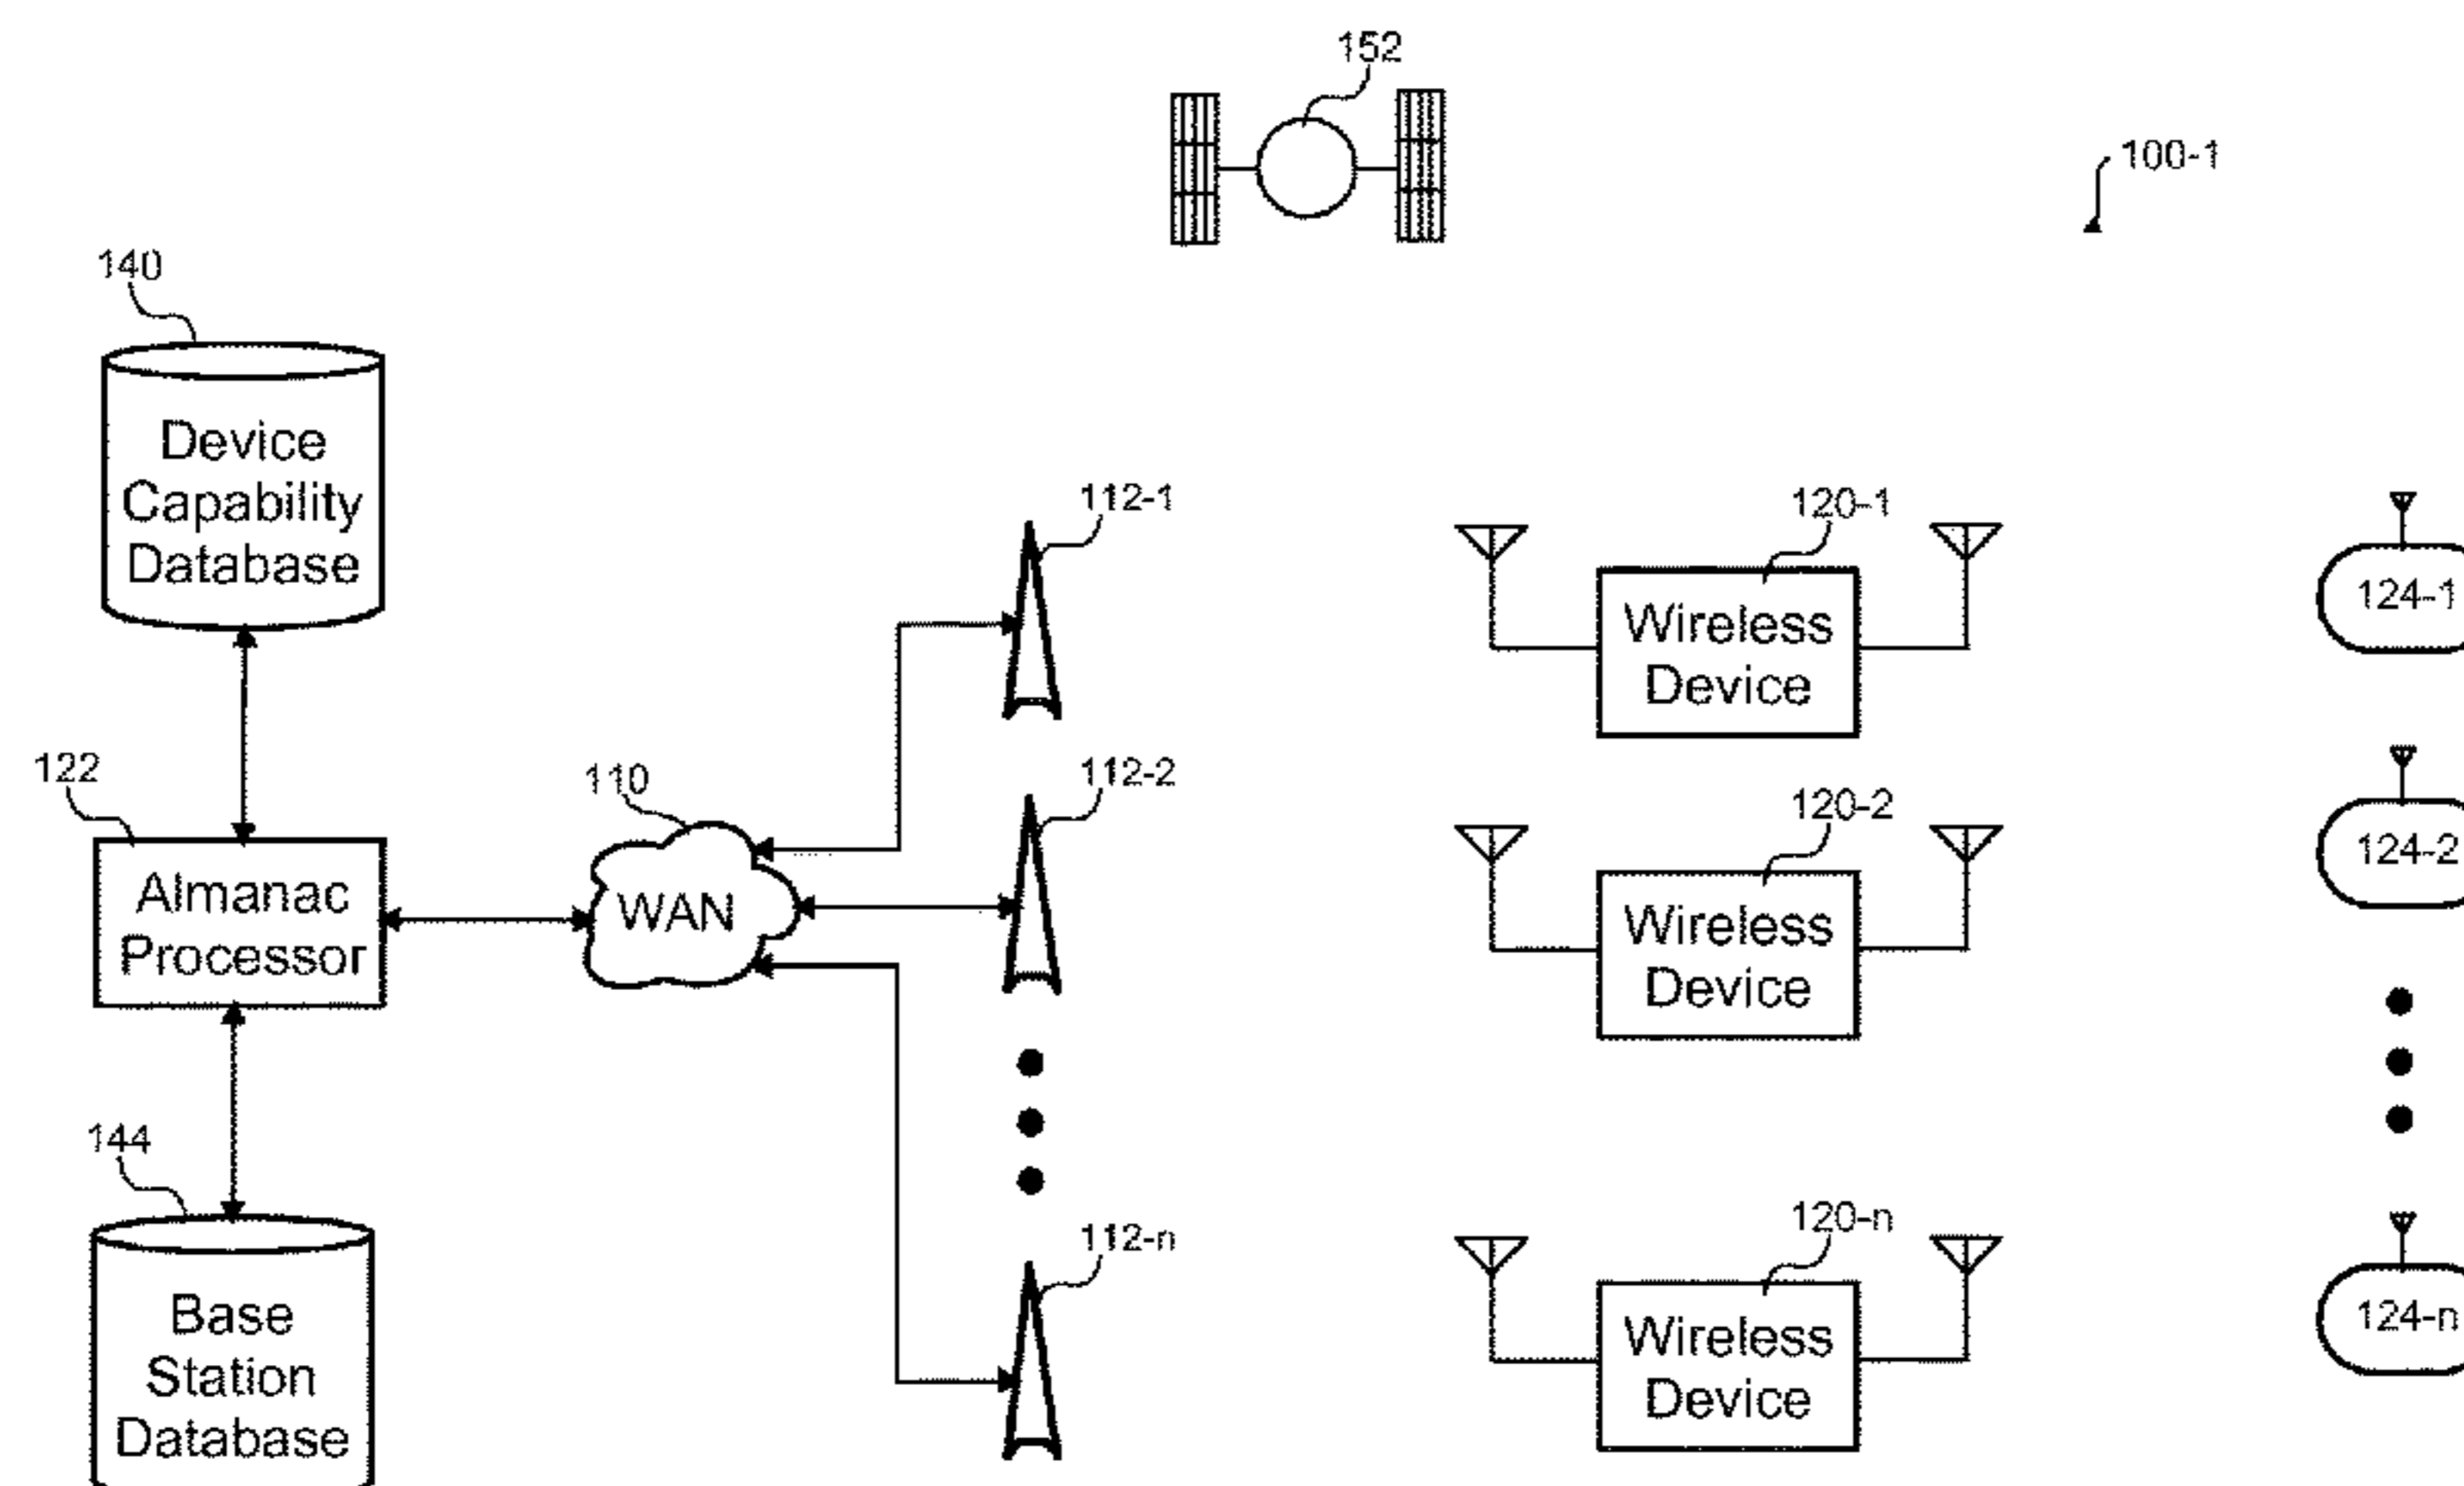 152
100-1
140
Device
Capability
Database
112-1
120-1
Wireless
Device
124-1
122
Almanac
Processor
110
WAN
112-2
120-2
Wireless
Device
124-2
144
Base
Station
Database
112-n
120-n
Wireless
Device
124-n